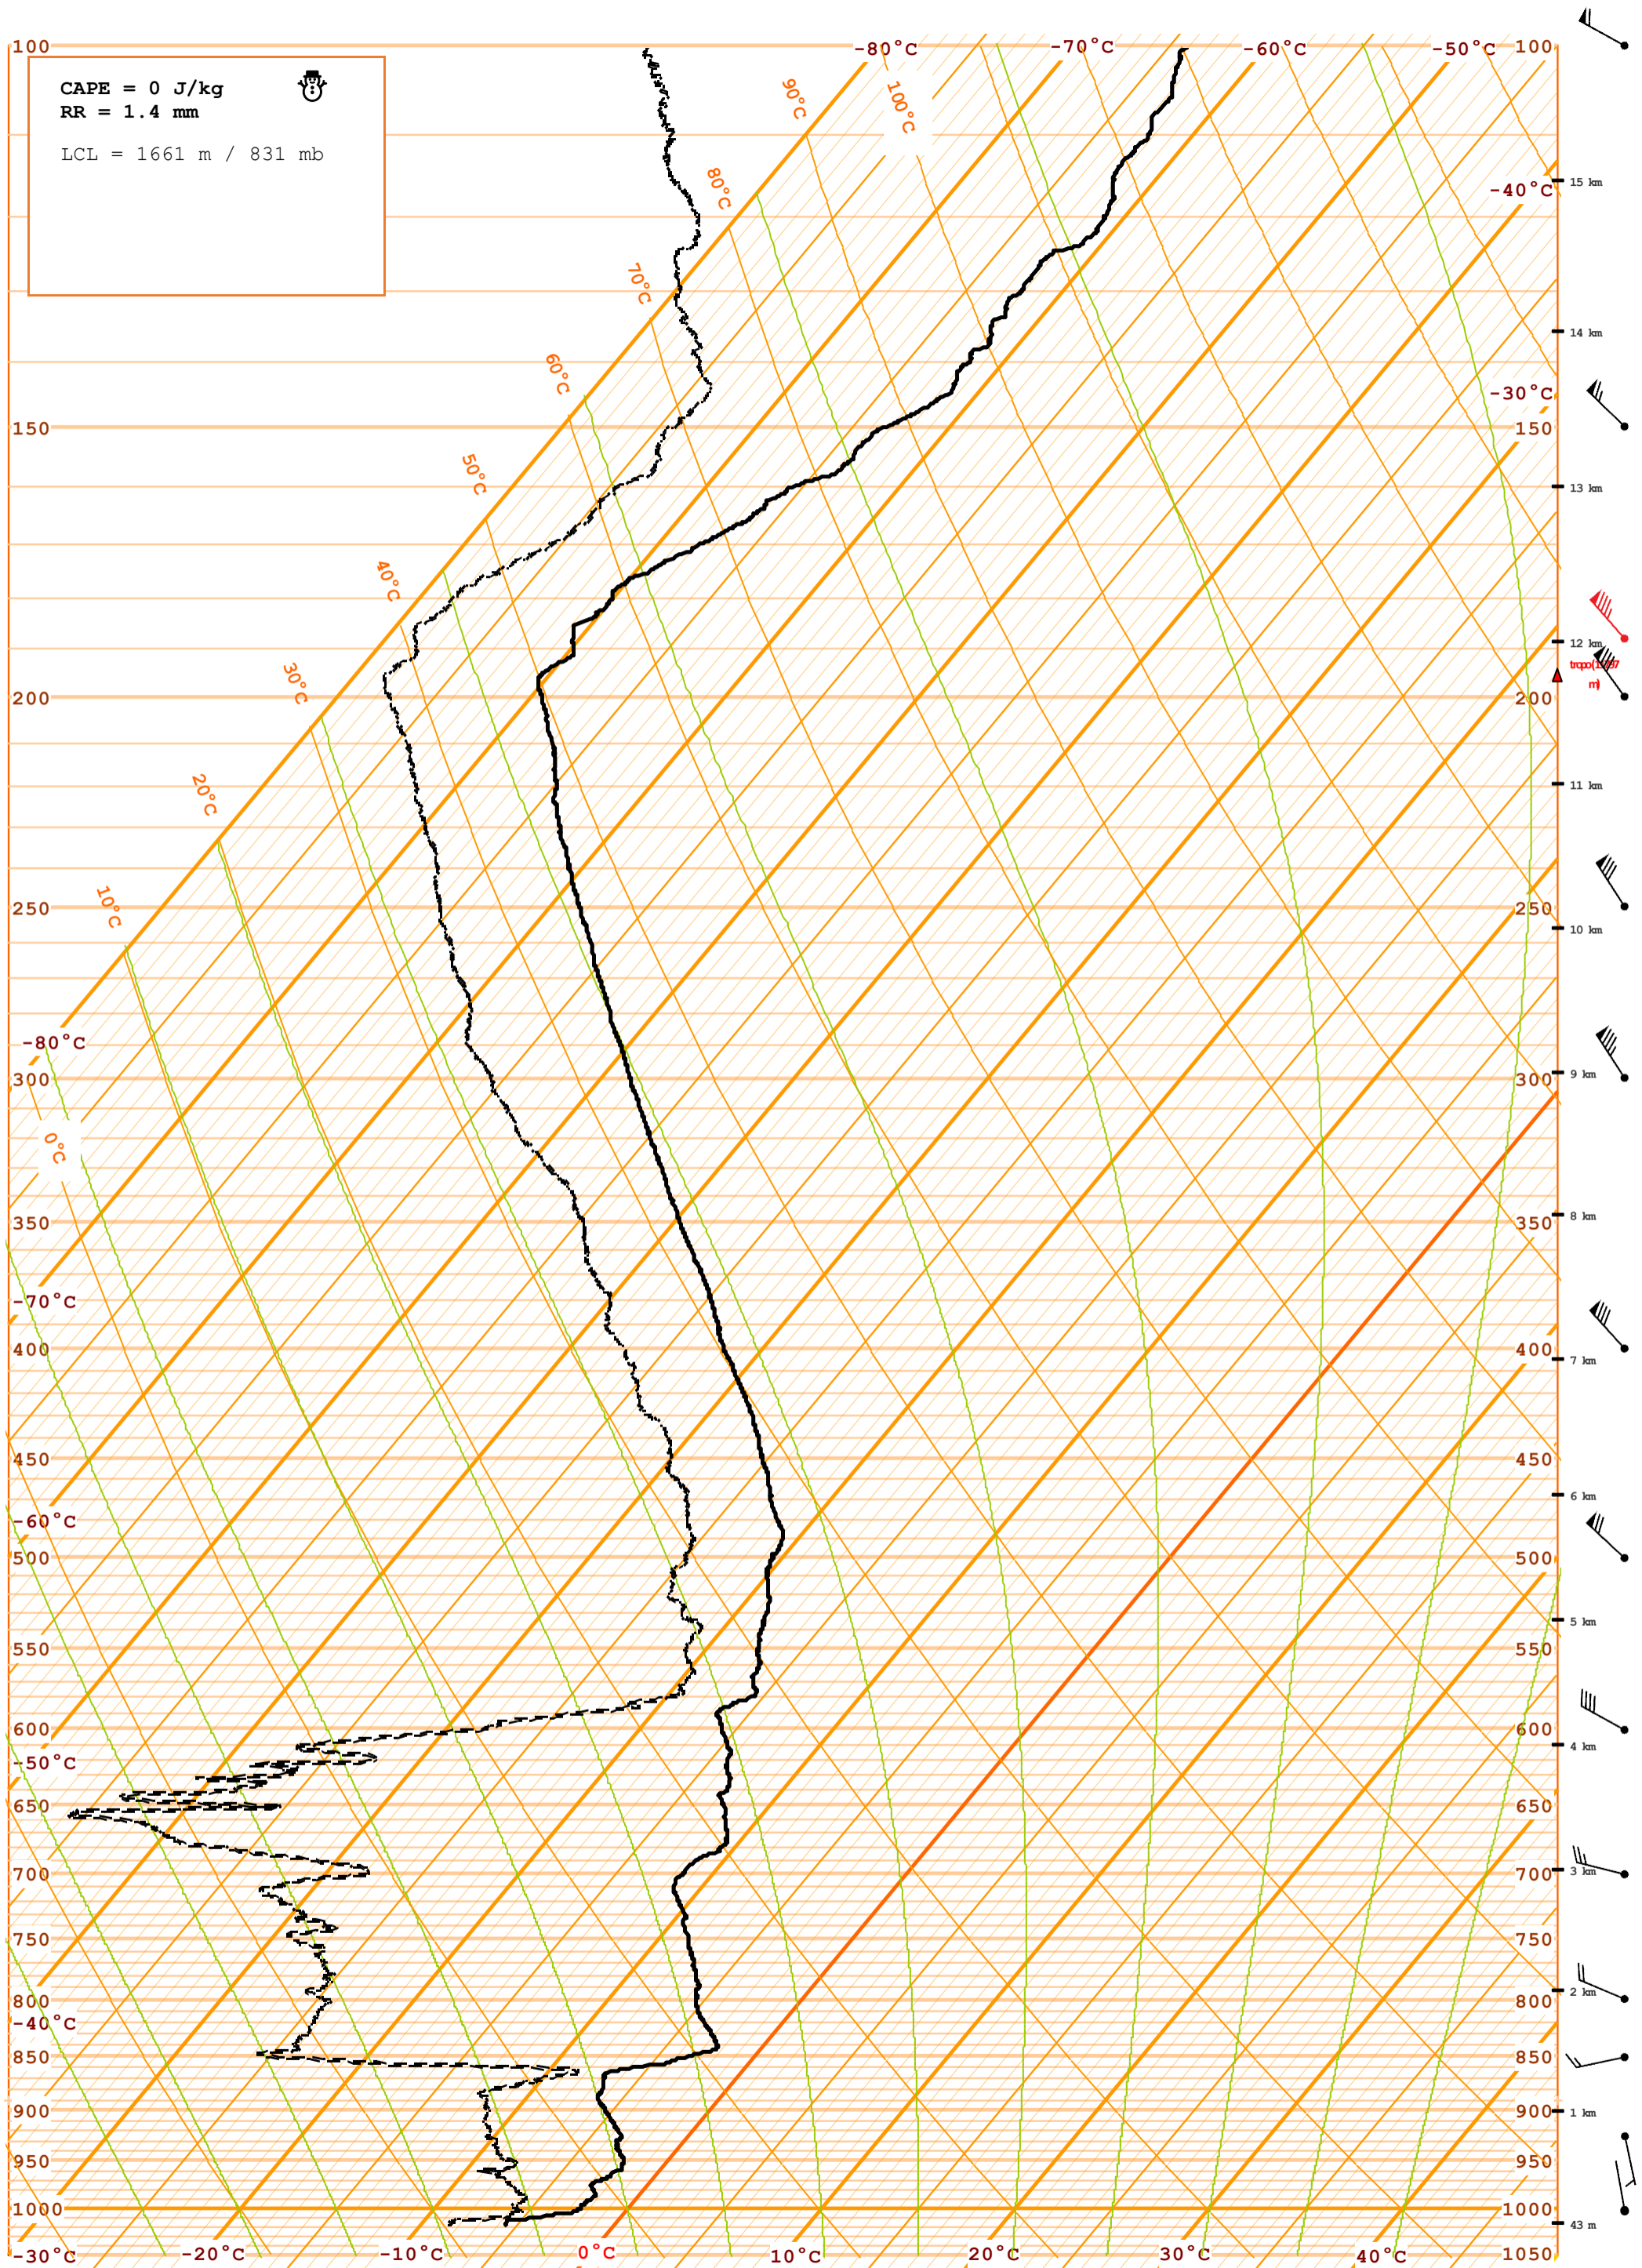 100 -80°C -70°C -60°C -50°C 100
CAPE = 0 J/kg
RR = 1.4 mm
LCL = 1661 m / 831 mb
90°C 100°C
80°C 15 km
-40°C
70°C
14 km
60°C -30°C
150 150
50°C 13 km
40°C
12 km
30°C
m)
200 200
20°C 11 km
10°C
250 250
10 km
-80°C
300 300 9 km
0°C
350 350 8 km
-70°C
400 400 7 km
450 450
6 km
-60°C
500 500
5 km
550 550
600 600
4 km
-50°C
650 650
700 700 3 km
750 750
800 800 2 km
-40°C
850 850
900 900 1 km
950 950
1000 1000
43 m
-30°C -20°C -10°C 0°C 10°C 20°C 30°C 40°C 1050